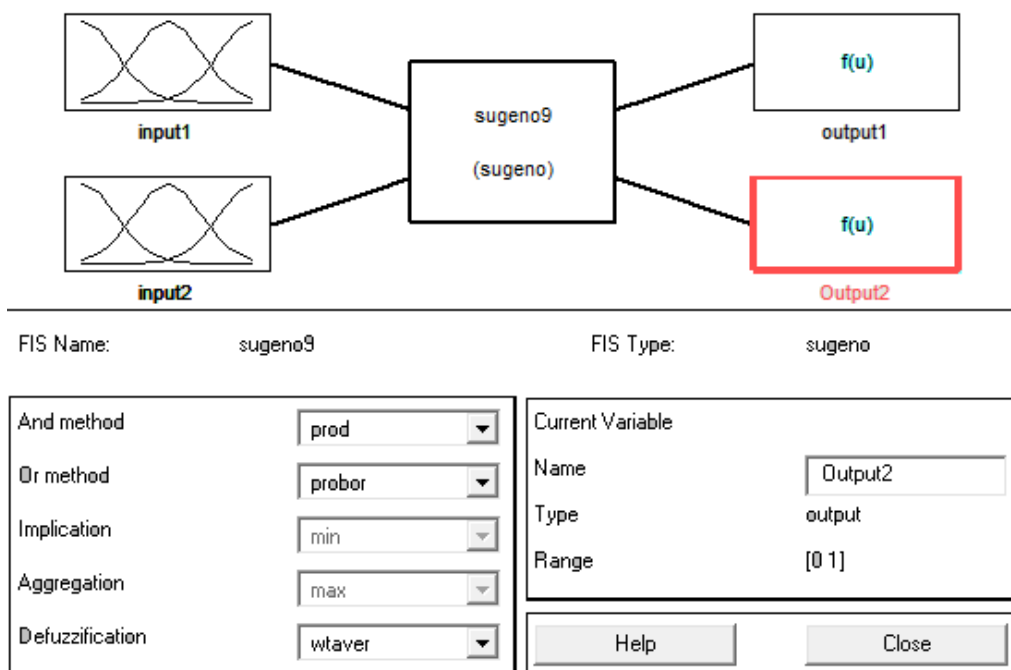 f(u)
input1
sugeno9
output1
(sugeno)
f(u)
input2
Output2
FIS Name: sugeno9 FIS Type: sugeno
And method prod
Or method probor
Implication min
Aggregation max
Defuzzification wtaver
Current Variable
Name Output2
Type output
Range [0 1]
Help Close